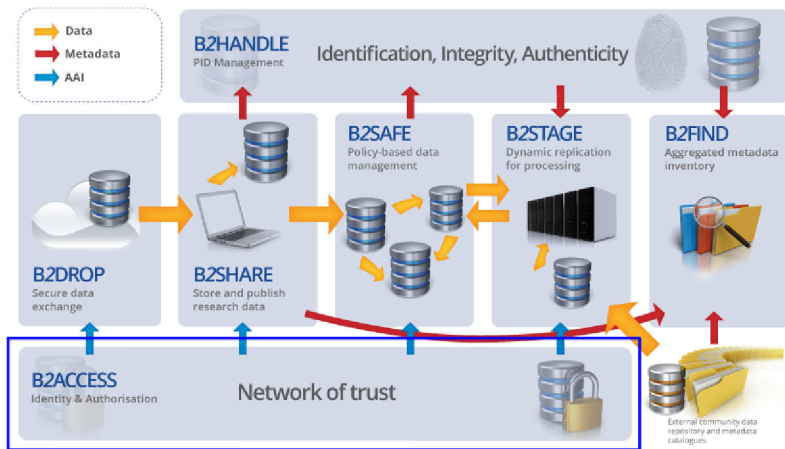 Data
Metadata
AAI
B2HANDLE
PID Management
Identification, Integrity, Authenticity
B2DROP
Secure data
exchange
B2SHARE
Store and publish
research data
B2SAFE
Policy-based data
management
B2STAGE
Dynamic replication
for processing
B2FIND
Aggregated metadata
inventory
B2ACCESS
Identity & Authorisation
Network of trust
External community data
repository and metadata
catalogues